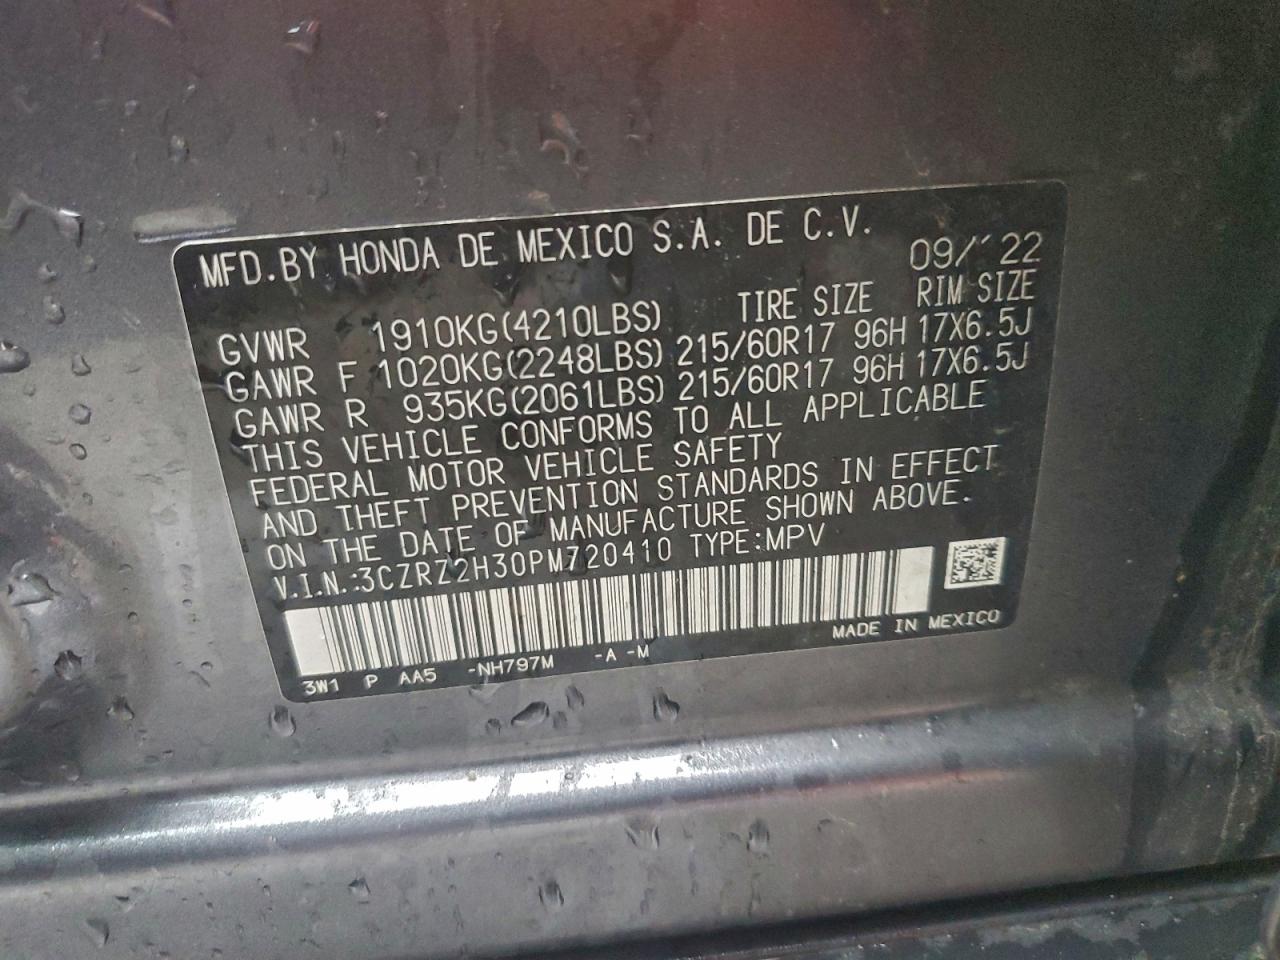 MFD.BY HONDA DE MEXICO S.A. DE C.V.
09/´22
GVWR 1910KG(4210LBS) TIRE SIZE RIM SIZE
GAWR F 1020KG(2248LBS) 215/60R17 96H 17X6.5J
GAWR R 935KG(2061LBS) 215/60R17 96H 17X6.5J
THIS VEHICLE CONFORMS TO ALL APPLICABLE
FEDERAL MOTOR VEHICLE SAFETY
AND THEFT PREVENTION STANDARDS IN EFFECT
ON THE DATE OF MANUFACTURE SHOWN ABOVE.
V.I.N.:3CZRZ2H30PM720410 TYPE:MPV
MADE IN MEXICO
3W1 P AA5 -NH797M -A -M